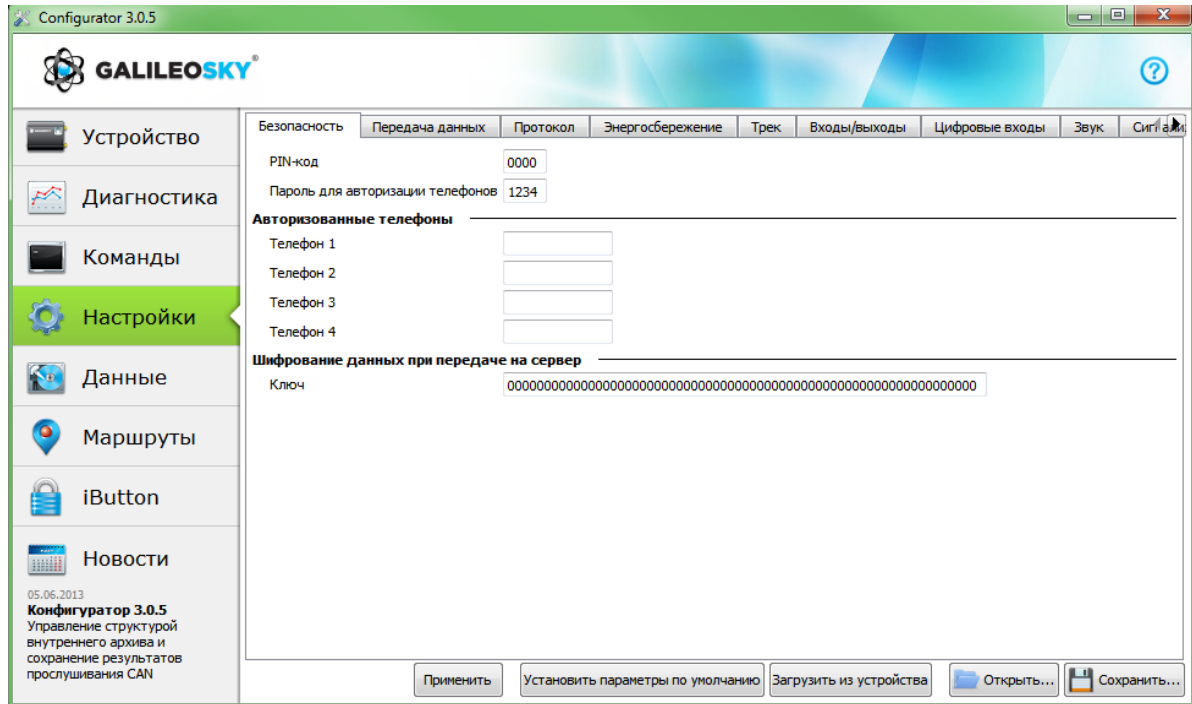 Configurator 3.0.5
GALILEOSKY®
Устройство
Диагностика
Команды
Настройки
Данные
Маршруты
iButton
Новости
05.06.2013
Конфигуратор 3.0.5
Управление структурой
внутреннего архива и
сохранение результатов
прослушивания CAN
Безопасность Передача данных Протокол Энергосбережение Трек Входы/выходы Цифровые входы Звук
PIN-код 0000
Пароль для авторизации телефонов 1234
Авторизованные телефоны
Телефон 1
Телефон 2
Телефон 3
Телефон 4
Шифрование данных при передаче на сервер
Ключ 0000000000000000000000000000000000000000000000000000000000000000
Применить Установить параметры по умолчанию Загрузить из устройства Открыть... Сохранить...